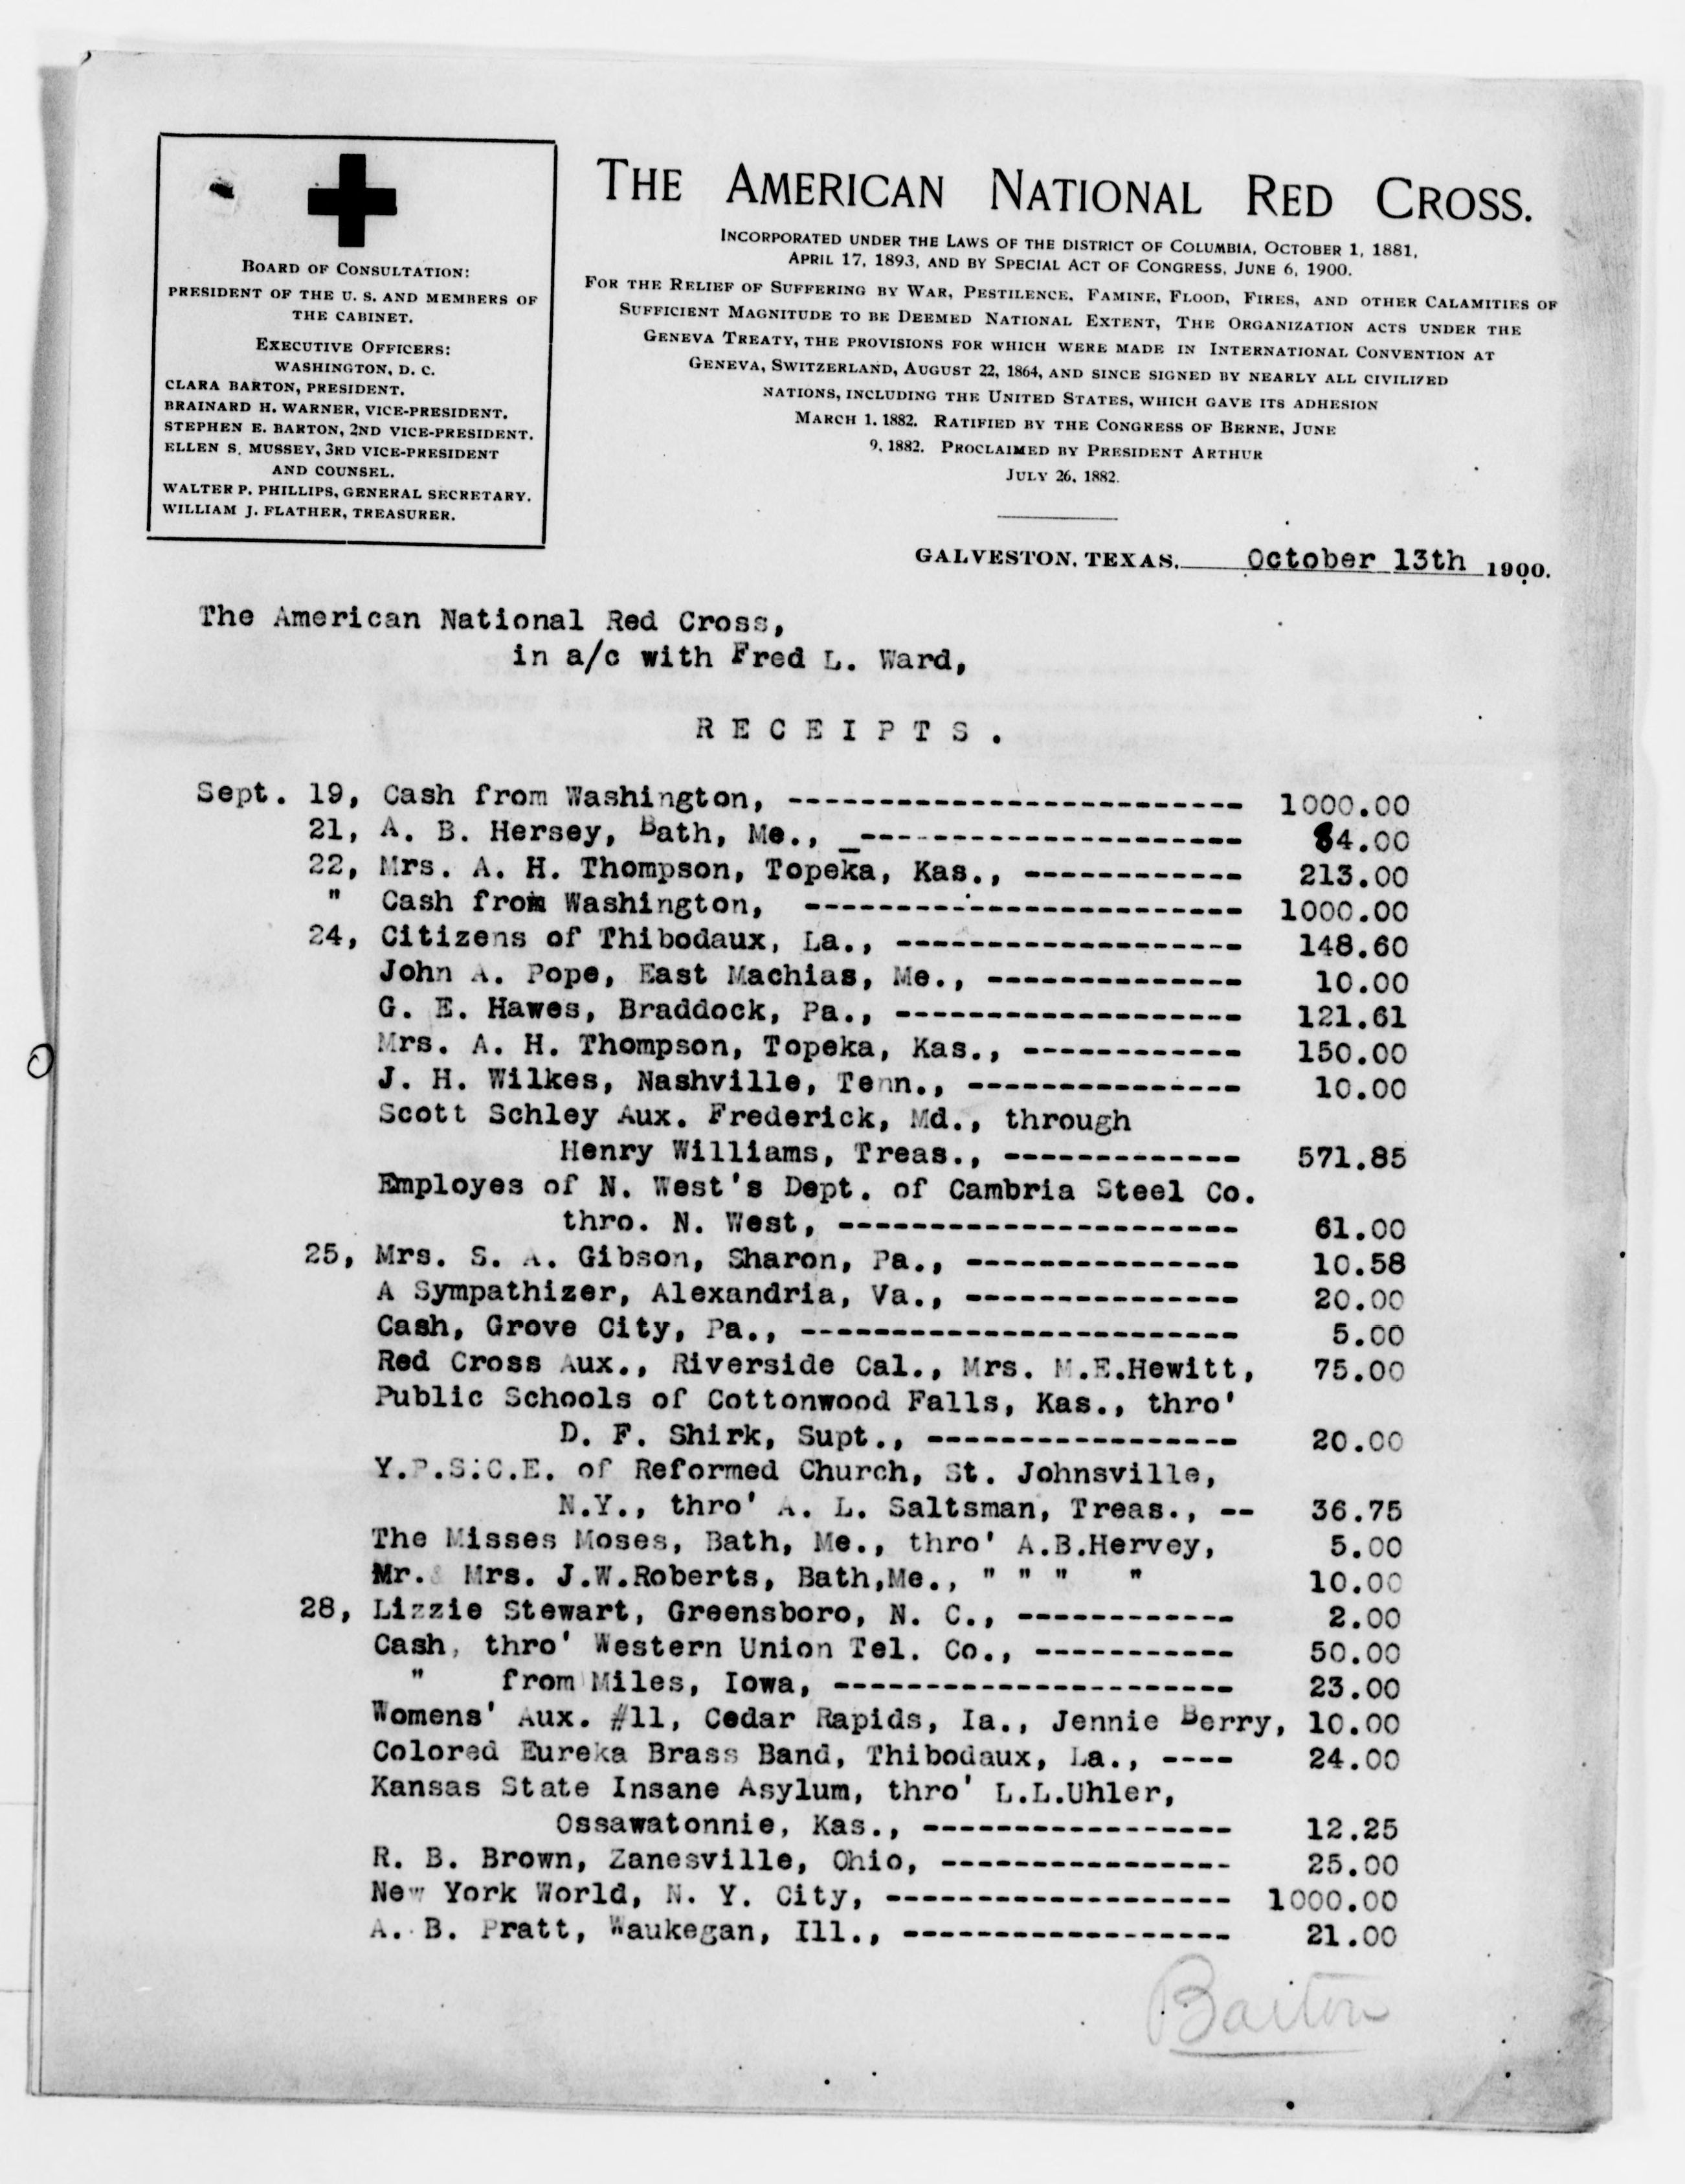 BOARD OF CONSULTATION:
PRESIDENT OF THE U. S. AND MEMBERS OF
THE CABINET.
EXECUTIVE OFFICERS:
WASHINGTON, D. C.
CLARA BARTON, PRESIDENT.
BRAINARD H. WARNER, VICE-PRESIDENT.
STEPHEN E. BARTON, 2ND VICE-PRESIDENT.
ELLEN S. MUSSEY, 3RD VICE-PRESIDENT
AND COUNSEL.
WALTER P. PHILLIPS, GENERAL SECRETARY.
WILLIAM J. FLATHER, TREASURER.
THE AMERICAN NATIONAL RED CROSS.
INCORPORATED UNDER THE LAWS OF THE DISTRICT OF COLUMBIA, OCTOBER 1, 1881,
APRIL 17, 1893, AND BY SPECIAL ACT OF CONGRESS, JUNE 6, 1900.
FOR THE RELIEF OF SUFFERING BY WAR, PESTILENCE, FAMINE, FLOOD, FIRES, AND OTHER CALAMITIES OF
SUFFICIENT MAGNITUDE TO BE DEEMED NATIONAL EXTENT, THE ORGANIZATION ACTS UNDER THE
GENEVA TREATY, THE PROVISIONS FOR WHICH WERE MADE IN INTERNATIONAL CONVENTION AT
GENEVA, SWITZERLAND, AUGUST 22, 1864, AND SINCE SIGNED BY NEARLY ALL CIVILIZED
NATIONS, INCLUDING THE UNITED STATES, WHICH GAVE ITS ADHESION
MARCH 1, 1882. RATIFIED BY THE CONGRESS OF BERNE, JUNE
9, 1882. PROCLAIMED BY PRESIDENT ARTHUR
JULY 26, 1882.
GALVESTON, TEXAS, October 13th 1900.
The American National Red Cross,
in a/c with Fred L. Ward,
RECEIPTS.
Sept. 19, Cash from Washington, ------------------------- 1000.00
21, A. B. Hersey, Bath, Me., _--------------------- 84.00
22, Mrs. A. H. Thompson, Topeka, Kas., ------------ 213.00
" Cash from Washington, ------------------------ 1000.00
24, Citizens of Thibodaux, La., ------------------- 148.60
John A. Pope, East Machias, Me., -------------- 10.00
G. E. Hawes, Braddock, Pa., ------------------- 121.61
Mrs. A. H. Thompson, Topeka, Kas., ------------ 150.00
J. H. Wilkes, Nashville, Tenn., --------------- 10.00
Scott Schley Aux. Frederick, Md., through
Henry Williams, Treas., ------------- 571.85
Employes of N. West's Dept. of Cambria Steel Co.
thro. N. West, ---------------------- 61.00
25, Mrs. S. A. Gibson, Sharon, Pa., --------------- 10.58
A Sympathizer, Alexandria, Va., --------------- 20.00
Cash, Grove City, Pa., ------------------------ 5.00
Red Cross Aux., Riverside Cal., Mrs. M.E.Hewitt, 75.00
Public Schools of Cottonwood Falls, Kas., thro'
D. F. Shirk, Supt., ----------------- 20.00
Y.P.S.C.E. of Reformed Church, St. Johnsville,
N.Y., thro' A. L. Saltsman, Treas., -- 36.75
The Misses Moses, Bath, Me., thro' A.B.Hervey, 5.00
Mr.& Mrs. J.W.Roberts, Bath,Me., " " " " 10.00
28, Lizzie Stewart, Greensboro, N. C., ------------ 2.00
Cash, thro' Western Union Tel. Co., ----------- 50.00
" from Miles, Iowa, ---------------------- 23.00
Womens' Aux. #11, Cedar Rapids, Ia., Jennie Berry, 10.00
Colored Eureka Brass Band, Thibodaux, La., ---- 24.00
Kansas State Insane Asylum, thro' L.L.Uhler,
Ossawatonnie, Kas., ----------------- 12.25
R. B. Brown, Zanesville, Ohio, ---------------- 25.00
New York World, N. Y. City, ------------------- 1000.00
A. B. Pratt, Waukegan, Ill., ------------------ 21.00
Barton